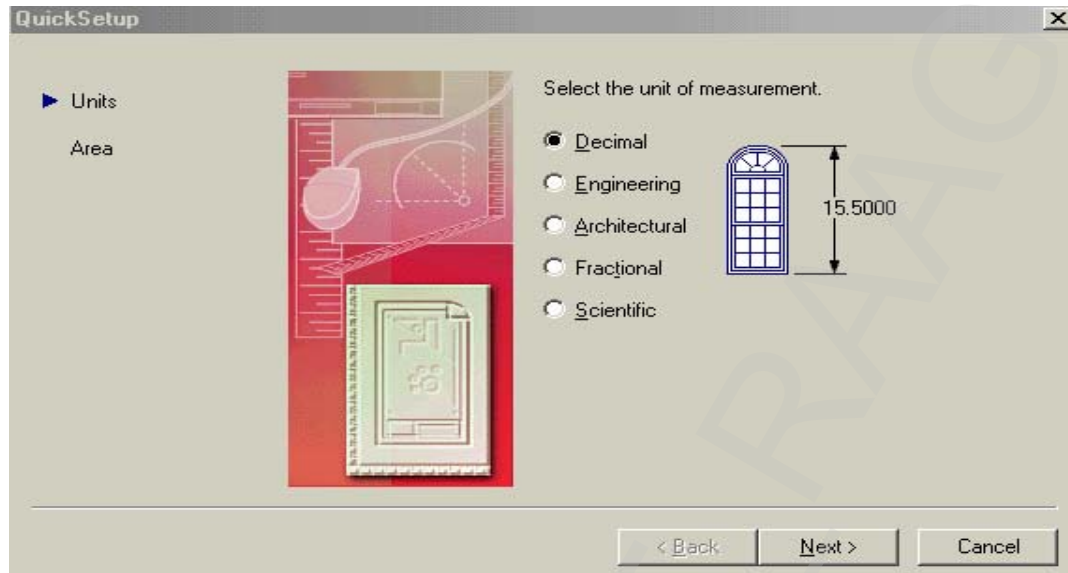 QuickSetup
Units
Area
Select the unit of measurement.
Decimal
Engineering
Architectural
Fractional
Scientific
15.5000
< Back
Next >
Cancel